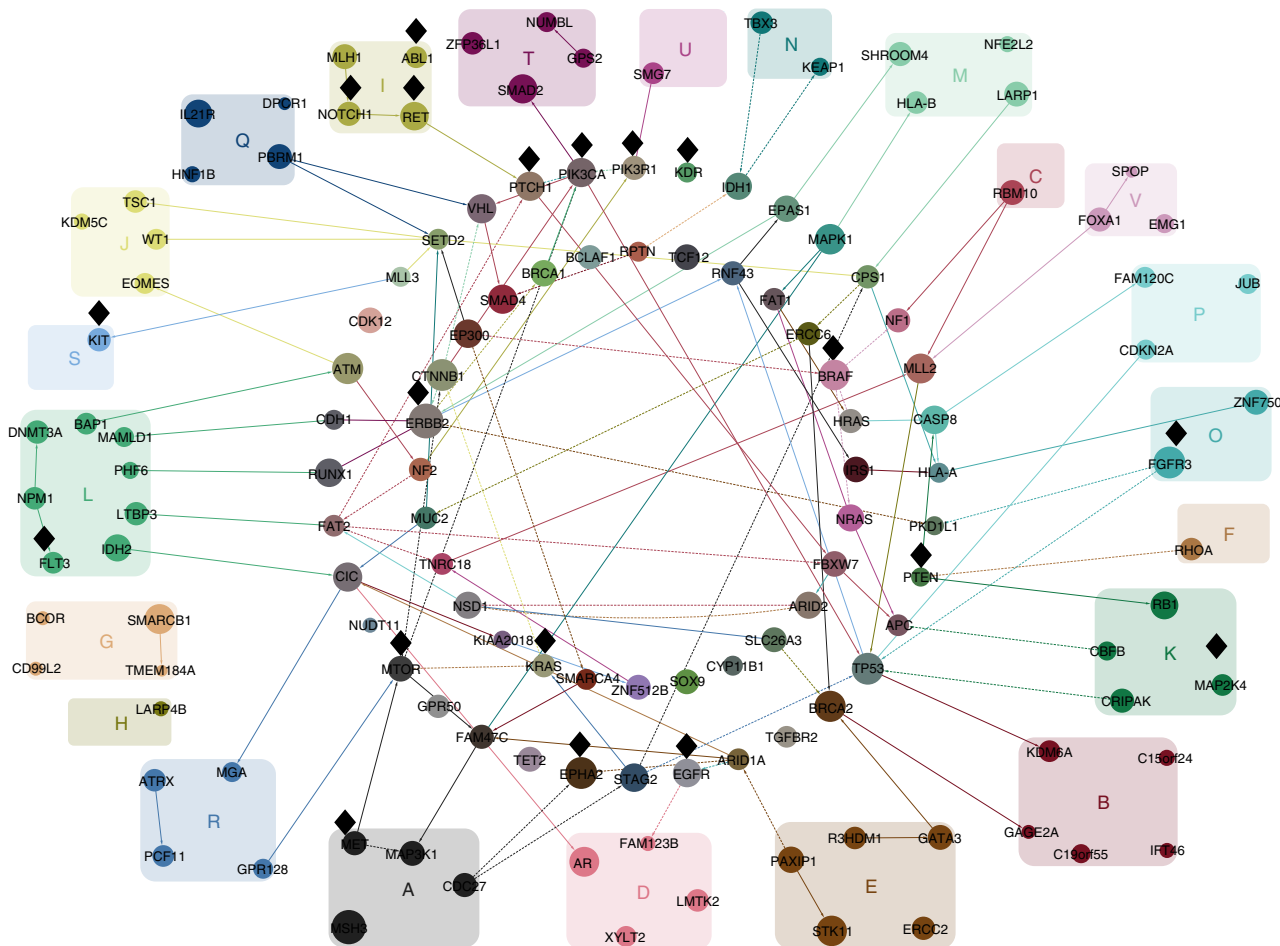 TBX3
NUMBL
ZFP36L1
T
GPS2
SMAD2
U
SMG7
N
KEAP1
SHROOM4
NFE2L2
M
LARP1
HLA-B
MLH1
ABL1
I
NOTCH1
RET
DPCR1
IL21R
Q
PBRM1
HNF1B
PTCH1
PIK3CA
PIK3R1
KDR
IDH1
C
RBM10
SPOP
V
FOXA1
EMG1
TSC1
KDM5C
J
WT1
EOMES
VHL
SETD2
MLL3
BCLAF1
RPTN
TCF12
BRCA1
SMAD4
EPAS1
MAPK1
RNF43
CPS1
FAT1
ERCC6
NF1
FAM120C
JUB
P
CDKN2A
KIT
S
CDK12
EP300
ATM
CTNNB1
BRAF
MLL2
BAP1
DNMT3A
MAMLD1
PHF6
L
NPM1
LTBP3
IDH2
FLT3
CDH1
ERBB2
RUNX1
NF2
FAT2
MUC2
HRAS
CASP8
IRS1
HLA-A
NRAS
PKD1L1
ZNF750
O
FGFR3
F
RHOA
CIC
TNRC18
FBXW7
PTEN
NSD1
ARID2
APC
RB1
CBFB
K
MAP2K4
CRIPAK
BCOR
SMARCB1
G
CD99L2
TMEM184A
NUDT11
KIAA2018
SLC26A3
MTOR
KRAS
SMARCA4
CYP11B1
TP53
ZNF512B
SOX9
LARP4B
H
GPR50
BRCA2
FAM47C
TGFBR2
TET2
EPHA2
STAG2
EGFR
ARID1A
KDM6A
C15orf24
B
GAGE2A
C19orf55
IFT46
MGA
ATRX
R
PCF11
GPR128
MET
MAP3K1
A
CDC27
MSH3
FAM123B
AR
D
LMTK2
XYLT2
R3HDM1
GATA3
PAXIP1
E
STK11
ERCC2